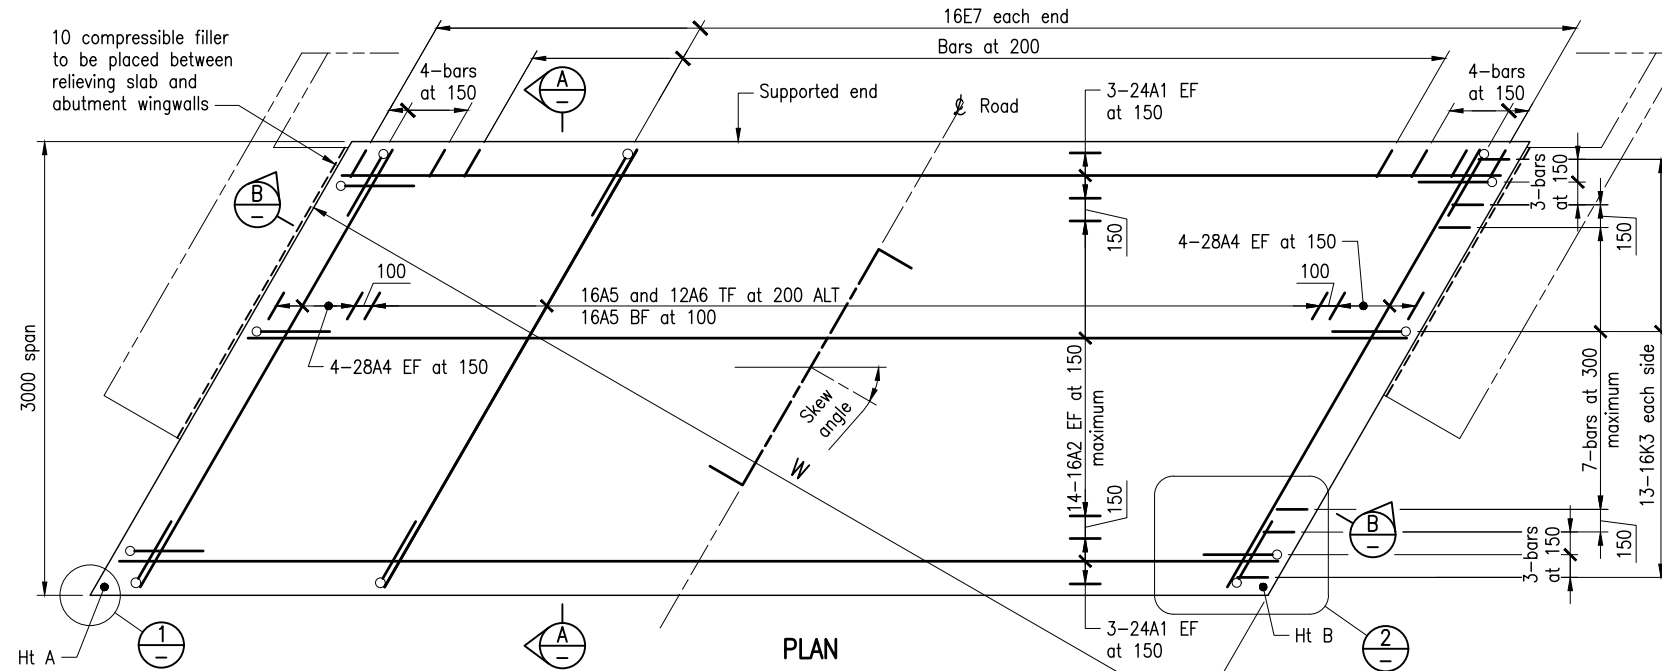 16E7 each end
10 compressible filler
to be placed between
relieving slab and
abutment wingwalls
Bars at 200
4-bars
at 150
A
-
Supported end
℄ Road
3-24A1 EF
at 150
4-bars
at 150
B
-
3-bars
at 150
150
150
4-28A4 EF at 150
100
100
16A5 and 12A6 TF at 200 ALT
16A5 BF at 100
4-28A4 EF at 150
3000 span
Skew
angle
W
14-16A2 EF at 150
maximum
150
7-bars at 300
maximum
13-16K3 each side
B
-
3-bars
at 150
150
Ht A
1
-
A
-
PLAN
3-24A1 EF
at 150
Ht B
2
-